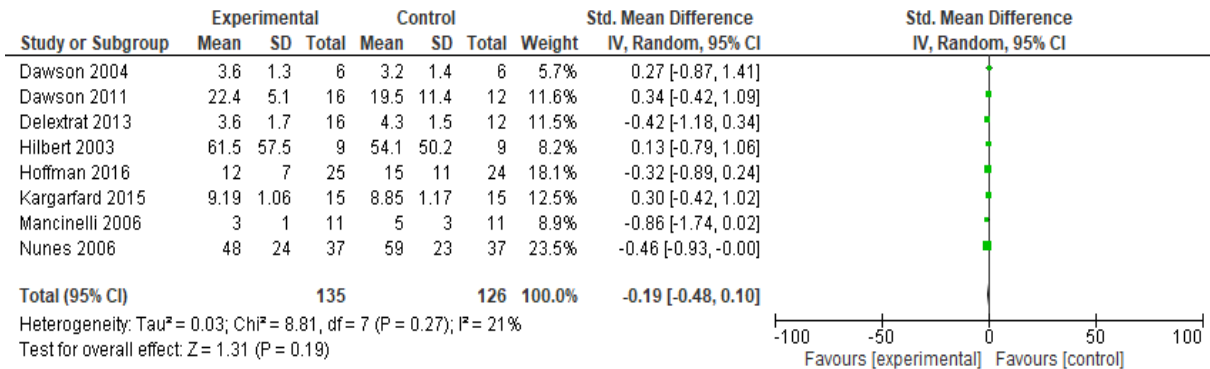 Experimental Control Std. Mean Difference Std. Mean Difference
Study or Subgroup Mean SD Total Mean SD Total Weight IV, Random, 95% CI IV, Random, 95% CI
Dawson 2004 3.6 1.3 6 3.2 1.4 6 5.7% 0.27 [-0.87, 1.41]
Dawson 2011 22.4 5.1 16 19.5 11.4 12 11.6% 0.34 [-0.42, 1.09]
Delextrat 2013 3.6 1.7 16 4.3 1.5 12 11.5% -0.42 [-1.18, 0.34]
Hilbert 2003 61.5 57.5 9 54.1 50.2 9 8.2% 0.13 [-0.79, 1.06]
Hoffman 2016 12 7 25 15 11 24 18.1% -0.32 [-0.89, 0.24]
Kargarfard 2015 9.19 1.06 15 8.85 1.17 15 12.5% 0.30 [-0.42, 1.02]
Mancinelli 2006 3 1 11 5 3 11 8.9% -0.86 [-1.74, 0.02]
Nunes 2006 48 24 37 59 23 37 23.5% -0.46 [-0.93, -0.00]
Total (95% CI) 135 126 100.0% -0.19 [-0.48, 0.10]
Heterogeneity: Tau² = 0.03; Chi² = 8.81, df = 7 (P = 0.27); I² = 21%
Test for overall effect: Z = 1.31 (P = 0.19)
-100 -50 0 50 100
Favours [experimental] Favours [control]